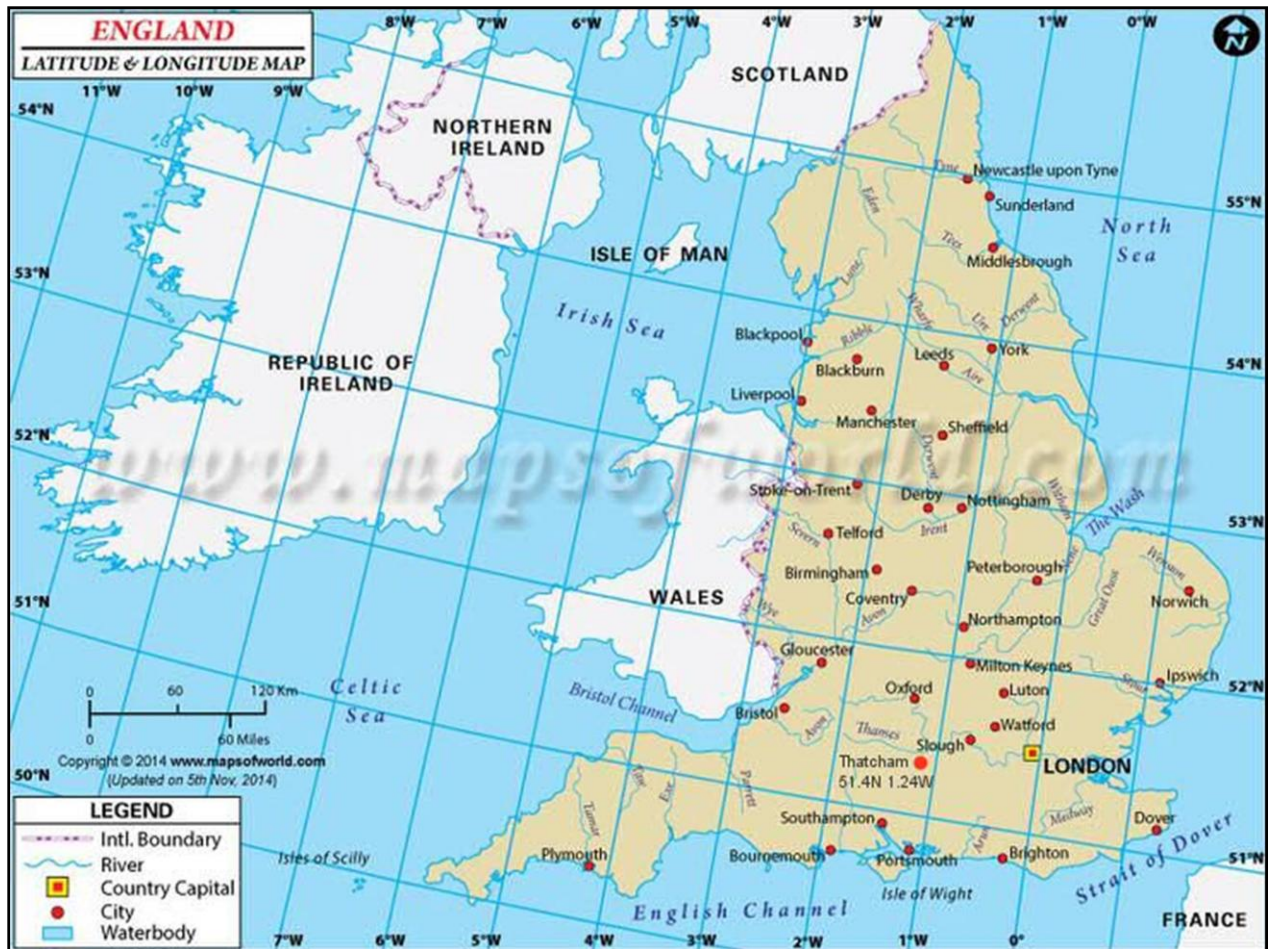 ENGLAND
LATITUDE & LONGITUDE MAP
8°W 7°W 6°W 5°W 4°W 3°W 2°W 1°W 0°W
N
11°W 10°W 9°W
SCOTLAND
54°N
NORTHERN
IRELAND
Tyne
Newcastle upon Tyne
Eden
Sunderland
55°N
North
Sea
Tees
ISLE OF MAN
Middlesbrough
53°N
Lune
Irish Sea
Wharfe
Ure
Derwent
Blackpool
Ribble
Leeds
York
REPUBLIC OF
IRELAND
Blackburn
Aire
54°N
Liverpool
Manchester
Sheffield
52°N
Derwent
www.mapsofworld.com
Stoke-on-Trent
Derby
Nottingham
Witham
The Wash
53°N
Severn
Telford
Irent
Birmingham
Peterborough
Nene
Wensum
Coventry
Great Oust
Norwich
51°N
WALES
Wye
Avon
Northampton
Gloucester
Milton Keynes
Ipswich
52°N
0 60 120 Km
Celtic
Sea
Bristol Channel
Oxford
Luton
Stour
Bristol
Avon
Thames
Watford
0 60 Miles
Slough
Copyright © 2014 www.mapsofworld.com
(Updated on 5th Nov, 2014)
50°N
Thatcham
51.4N 1.24W
LONDON
LEGEND
Intl. Boundary
River
Country Capital
City
Waterbody
Taw
Exe
Parrett
Tamar
Southampton
Arun
Medway
Dover
Isles of Scilly
Plymouth
Bournemouth
Portsmouth
Brighton
51°N
Strait of Dover
Isle of Wight
English Channel
FRANCE
7°W 6°W 5°W 4°W 3°W 2°W 1°W 0°